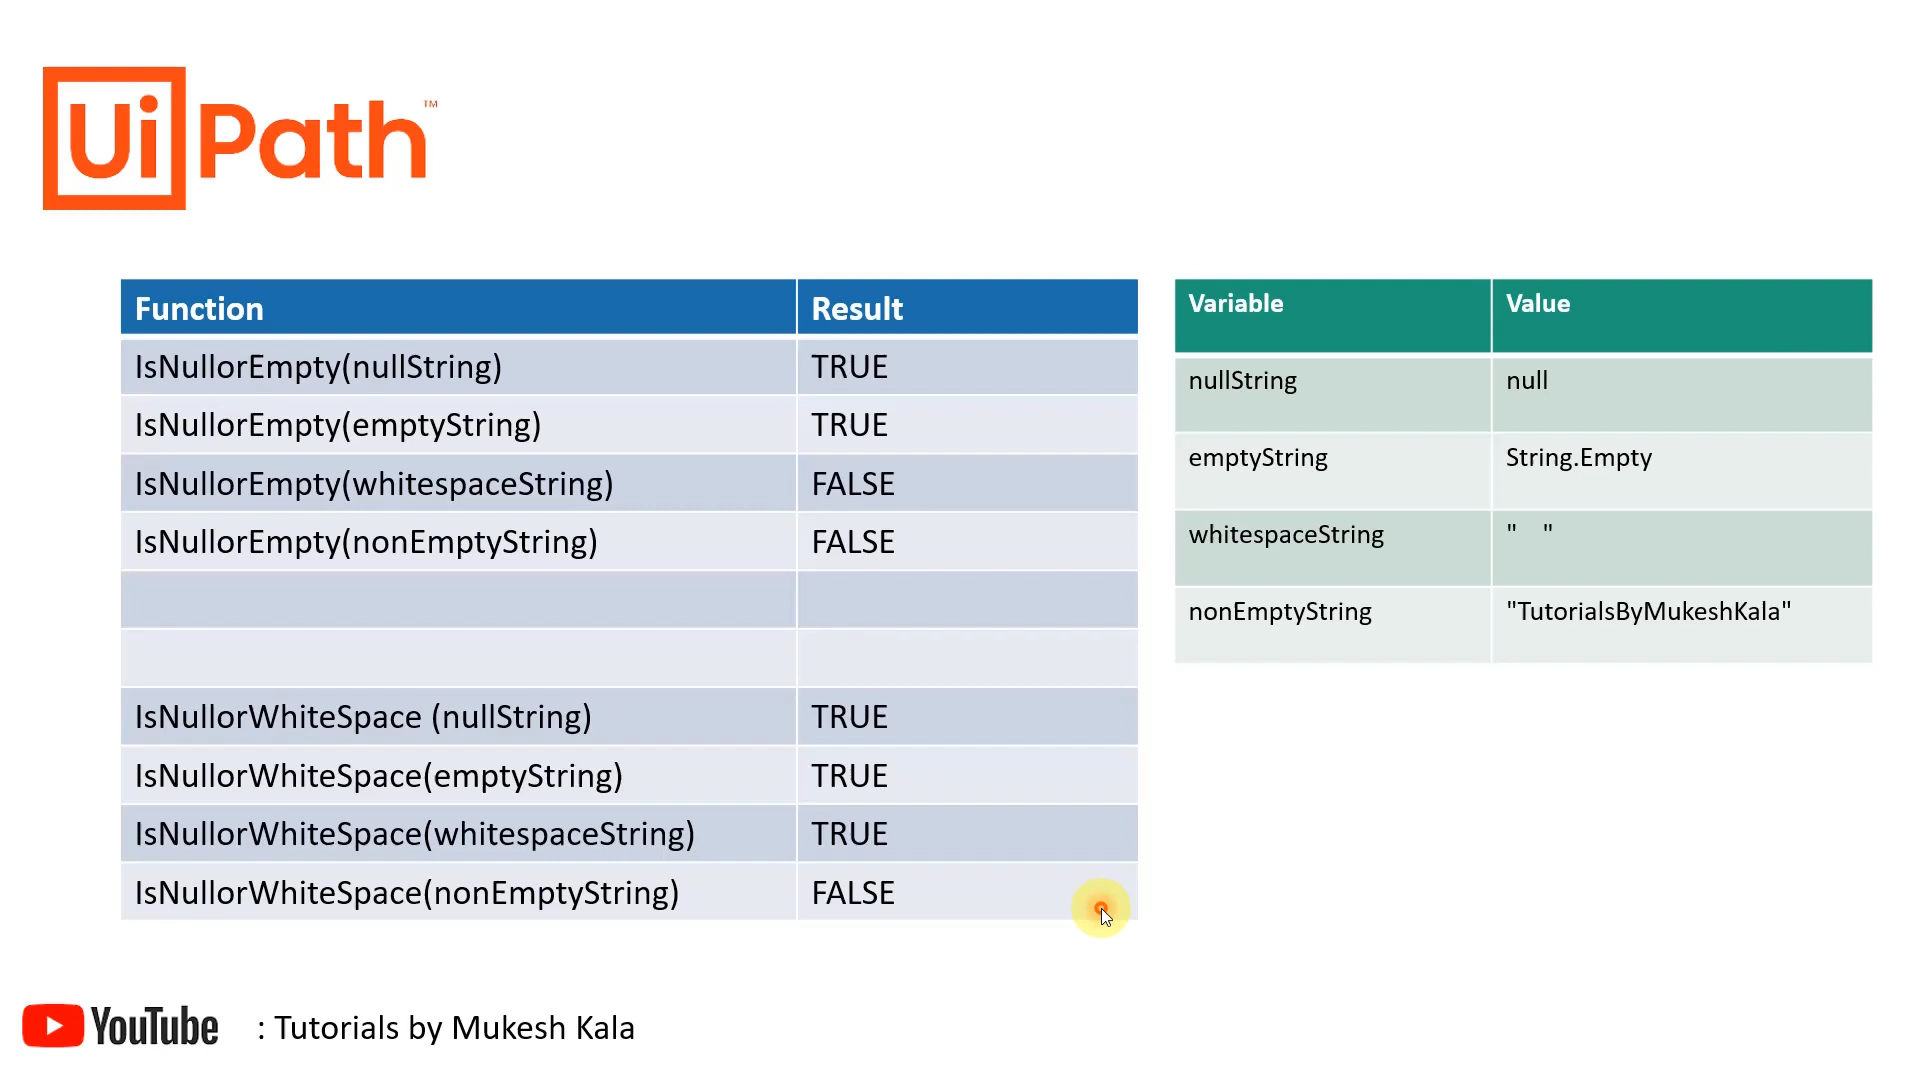 UiPath™
Function Result
IsNullorEmpty(nullString) TRUE
IsNullorEmpty(emptyString) TRUE
IsNullorEmpty(whitespaceString) FALSE
IsNullorEmpty(nonEmptyString) FALSE
IsNullorWhiteSpace (nullString) TRUE
IsNullorWhiteSpace(emptyString) TRUE
IsNullorWhiteSpace(whitespaceString) TRUE
IsNullorWhiteSpace(nonEmptyString) FALSE
Variable Value
nullString null
emptyString String.Empty
whitespaceString "    "
nonEmptyString "TutorialsByMukeshKala"
YouTube : Tutorials by Mukesh Kala